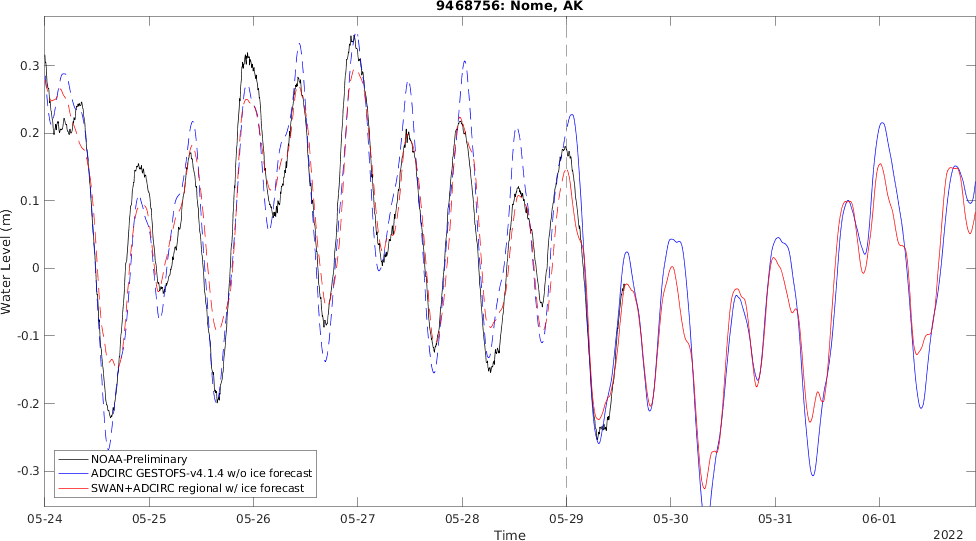 9468756: Nome, AK
Water Level (m)
0.3
0.2
0.1
0
-0.1
-0.2
-0.3
NOAA-Preliminary
ADCIRC GESTOFS-v4.1.4 w/o ice forecast
SWAN+ADCIRC regional w/ ice forecast
05-24 05-25 05-26 05-27 05-28 05-29 05-30 05-31 06-01
Time
2022